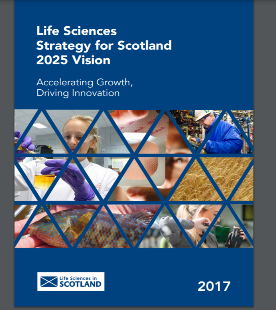 Life Sciences
Strategy for Scotland
2025 Vision
Accelerating Growth,
Driving Innovation
Life Sciences in
SCOTLAND
2017